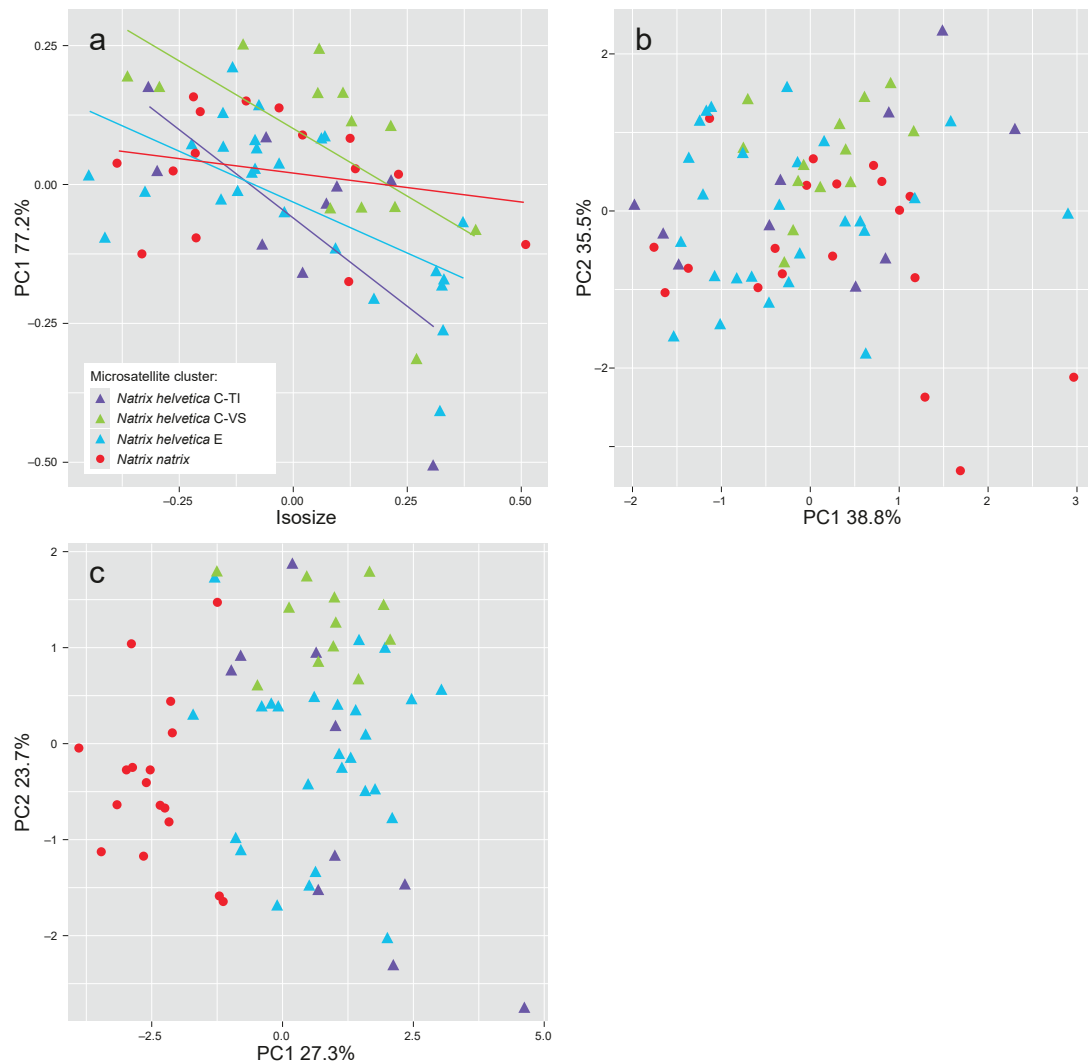 a
0.25
0.00
−0.25
−0.50
PC1 77.2%
Microsatellite cluster:
Natrix helvetica C-TI
Natrix helvetica C-VS
Natrix helvetica E
Natrix natrix
−0.25 0.00 0.25 0.50
Isosize
b
2
0
−2
PC2 35.5%
−2 −1 0 1 2 3
PC1 38.8%
c
2
1
0
−1
−2
PC2 23.7%
−2.5 0.0 2.5 5.0
PC1 27.3%